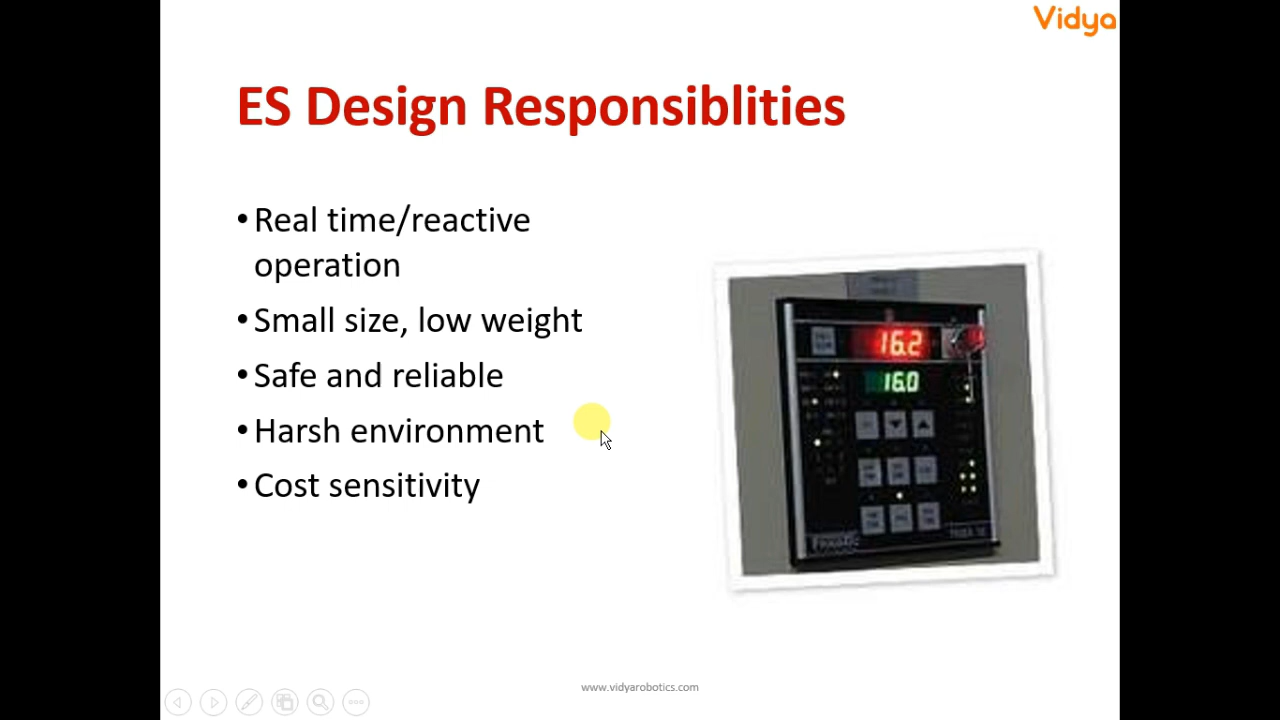 Vidya
ES Design Responsiblities
• Real time/reactive
operation
• Small size, low weight
• Safe and reliable
• Harsh environment
• Cost sensitivity
16.2
16.0
www.vidyarobotics.com